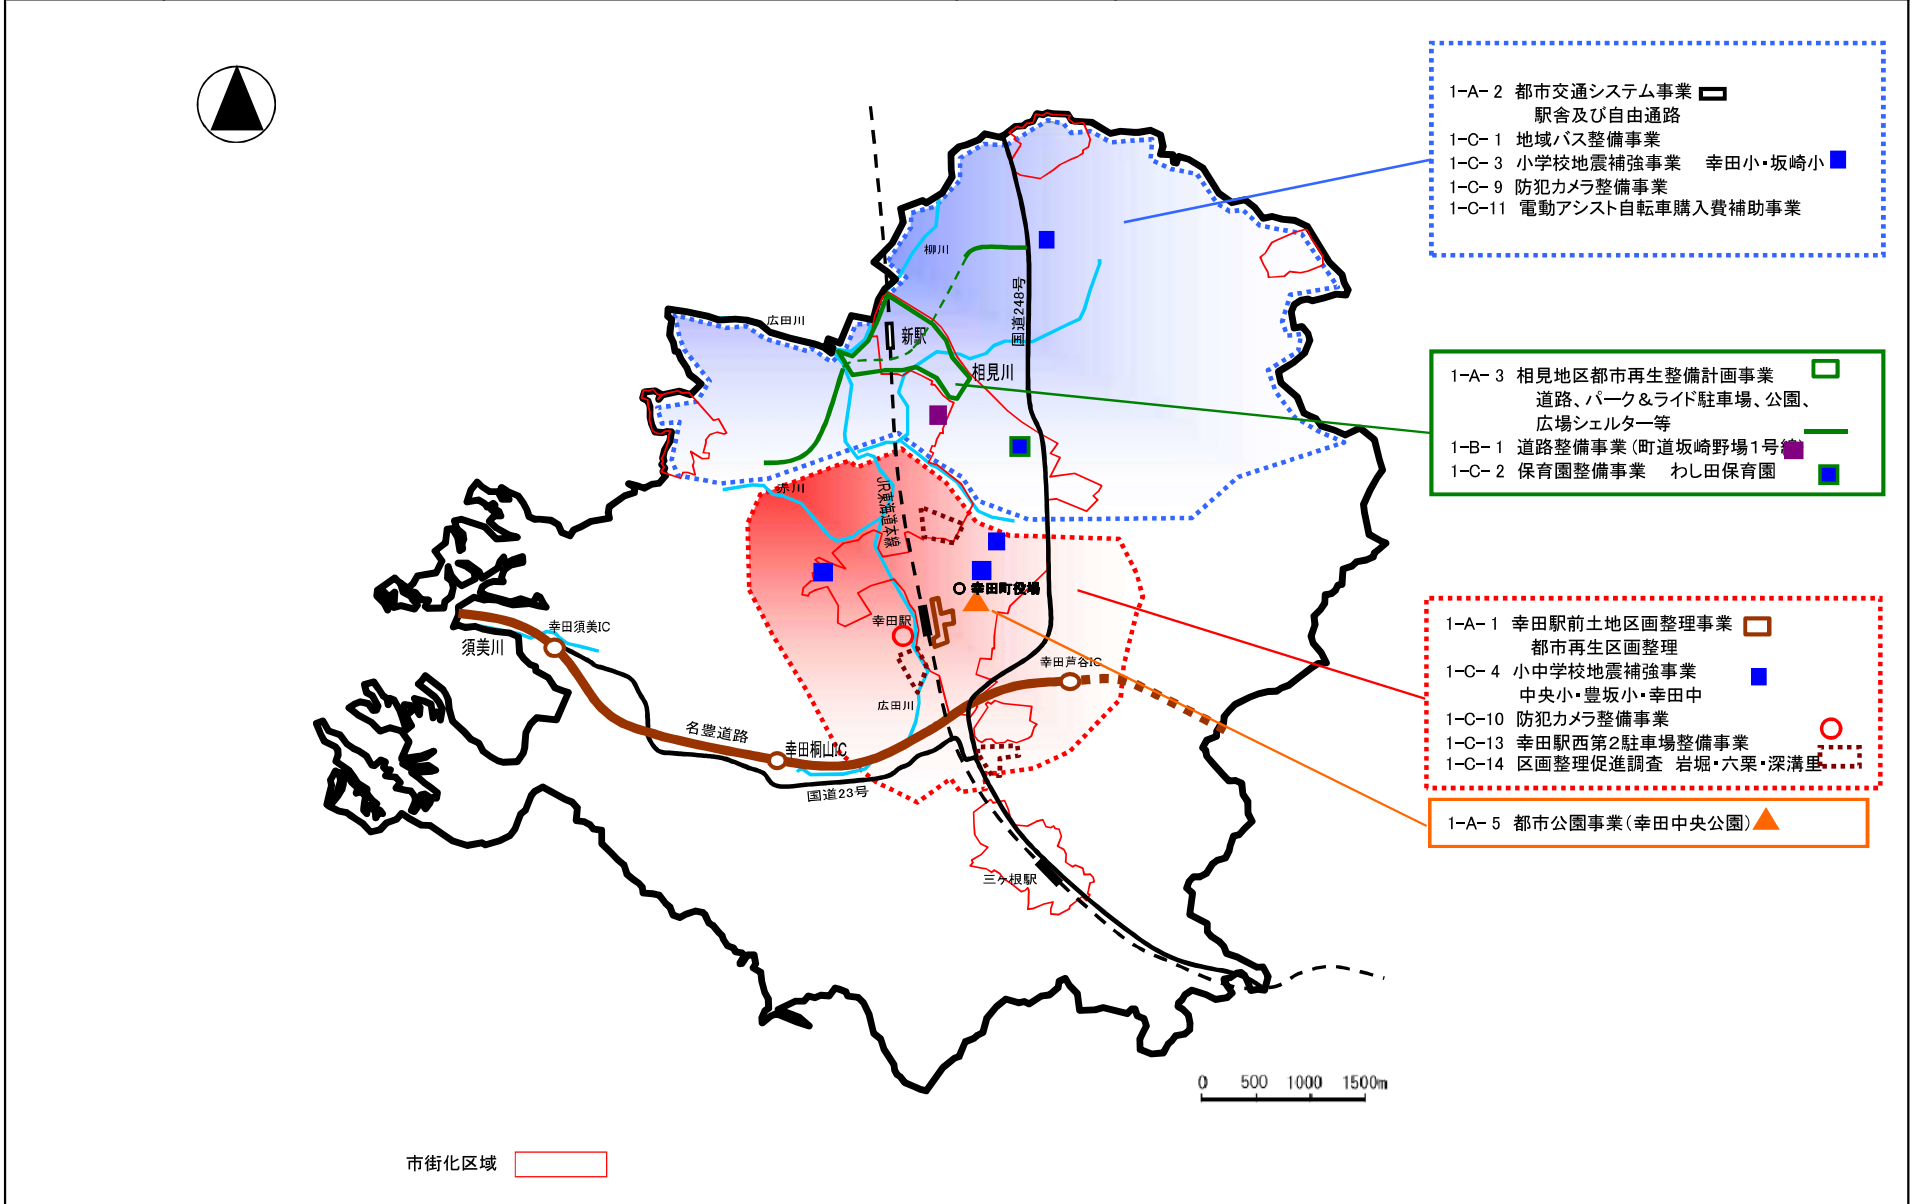 1-A-2 都市交通システム事業
駅舎及び自由通路
1-C-1 地域バス整備事業
1-C-3 小学校地震補強事業 幸田小・坂崎小
1-C-9 防犯カメラ整備事業
1-C-11 電動アシスト自転車購入費補助事業
柳川
国道248号
広田川
新駅
相見川
1-A-3 相見地区都市再生整備計画事業
道路、パーク&ライド駐車場、公園、
広場シェルター等
1-B-1 道路整備事業(町道坂崎野場1号線)
1-C-2 保育園整備事業 わし田保育園
赤川
JR東海道本線
幸田町役場
幸田駅
幸田須美IC
須美川
幸田芦谷IC
広田川
名豊道路
幸田桐山IC
国道23号
三ヶ根駅
1-A-1 幸田駅前土地区画整理事業
都市再生区画整理
1-C-4 小中学校地震補強事業
中央小・豊坂小・幸田中
1-C-10 防犯カメラ整備事業
1-C-13 幸田駅西第2駐車場整備事業
1-C-14 区画整理促進調査 岩堀・六栗・深溝里
1-A-5 都市公園事業(幸田中央公園)
0 500 1000 1500m
市街化区域